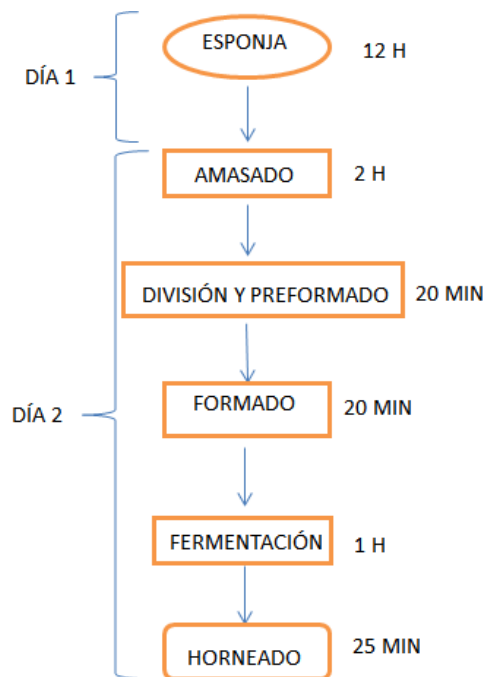 ESPONJA
12 H
DÍA 1
AMASADO
2 H
DIVISIÓN Y PREFORMADO
20 MIN
FORMADO
20 MIN
DÍA 2
FERMENTACIÓN
1 H
HORNEADO
25 MIN